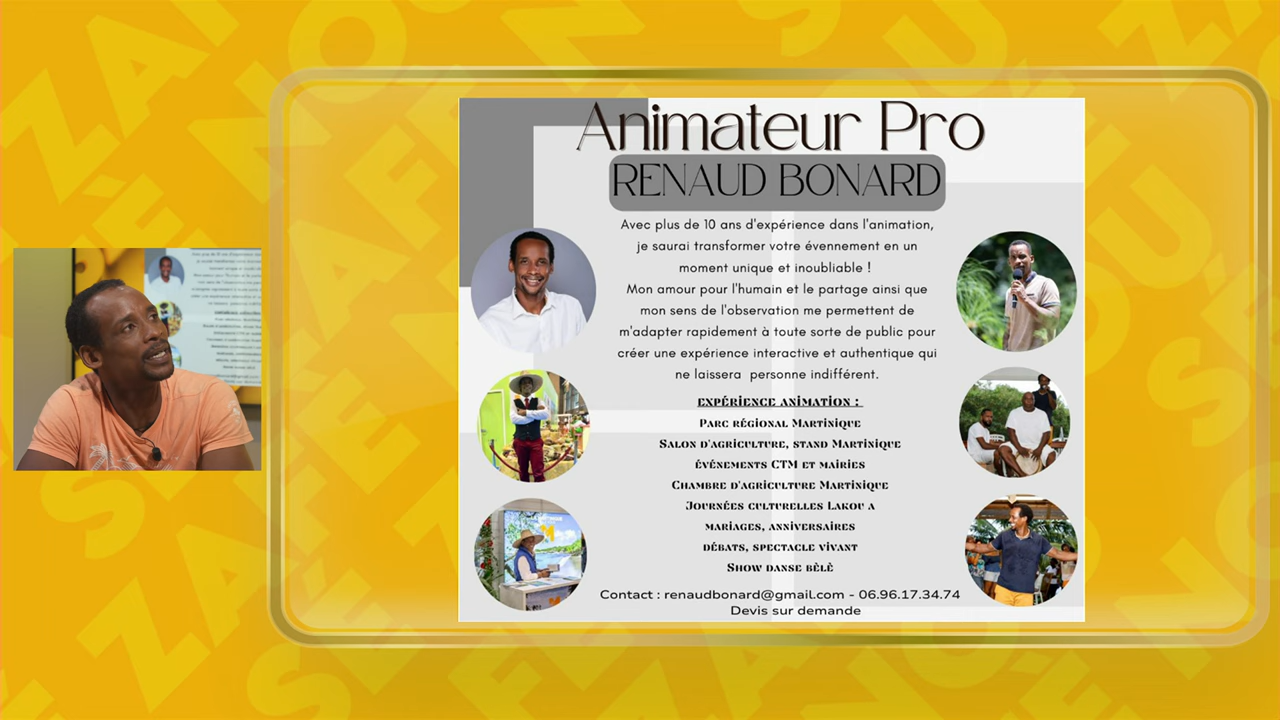 Animateur Pro
RENAUD BONARD
Avec plus de 10 ans d'expérience dans l'animation,
je saurai transformer votre évennement en un
moment unique et inoubliable !
Mon amour pour l'humain et le partage ainsi que
mon sens de l'observation me permettent de
m'adapter rapidement à toute sorte de public pour
créer une expérience interactive et authentique qui
ne laissera personne indifférent.
EXPÉRIENCE ANIMATION :
PARC RÉGIONAL MARTINIQUE
SALON D'AGRICULTURE, STAND MARTINIQUE
ÉVÉNEMENTS CTM ET MAIRIES
CHAMBRE D'AGRICULTURE MARTINIQUE
JOURNÉES CULTURELLES LAKOU A
MARIAGES, ANNIVERSAIRES
DÉBATS, SPECTACLE VIVANT
SHOW DANSE BÈLÈ
Contact : renaudbonard@gmail.com - 06.96.17.34.74
Devis sur demande